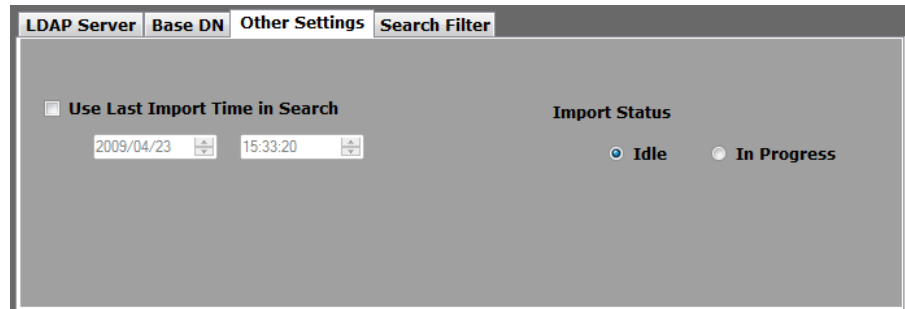 LDAP Server Base DN Other Settings Search Filter
Use Last Import Time in Search
Import Status
2009/04/23 15:33:20
Idle In Progress